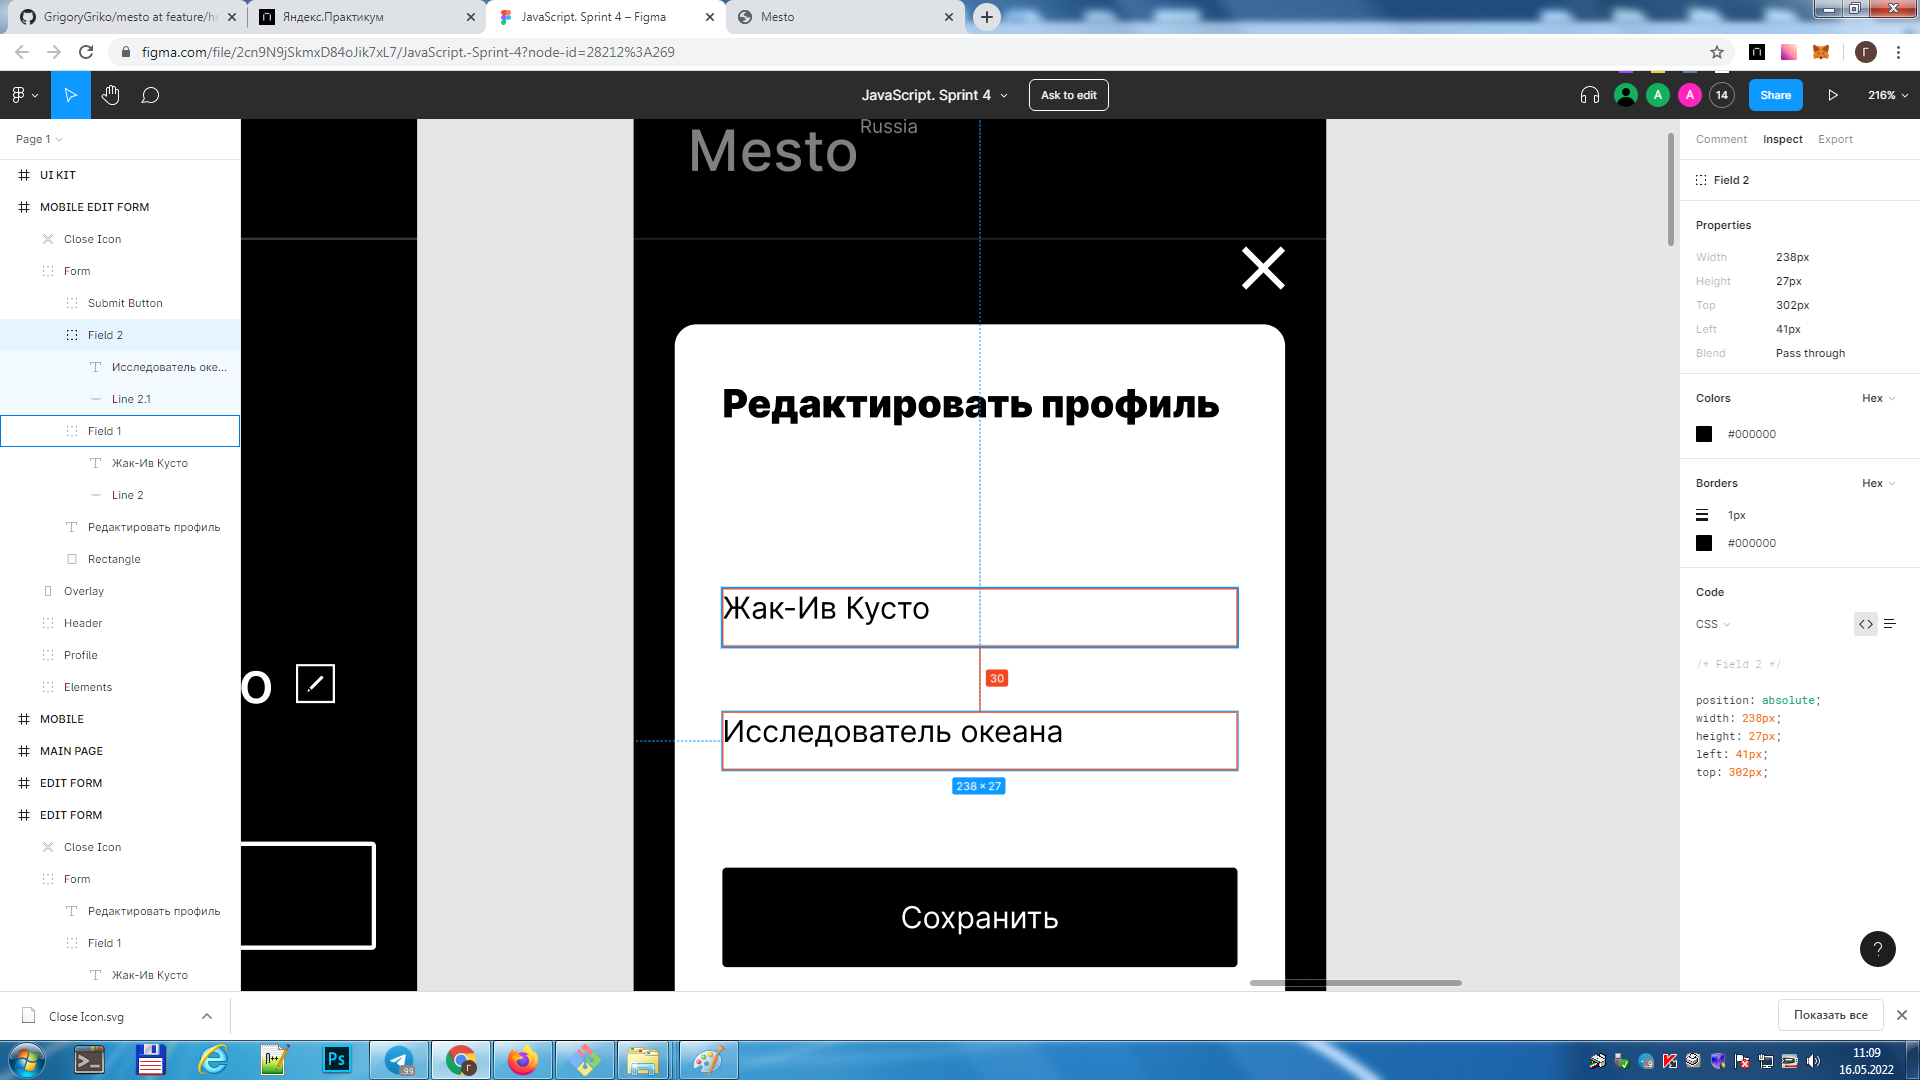 GrigoryGriko/mesto at feature/he
Яндекс.Практикум
JavaScript. Sprint 4 – Figma
Mesto
figma.com/file/2cn9N9jSkmxD84oJik7xL7/JavaScript.-Sprint-4?node-id=28212%3A269
Г
JavaScript. Sprint 4
Ask to edit
A
A
14
Share
216%
Page 1
UI KIT
MOBILE EDIT FORM
Close Icon
Form
Submit Button
Field 2
Исследователь оке...
Line 2.1
Field 1
Жак-Ив Кусто
Line 2
Редактировать профиль
Rectangle
Overlay
Header
Profile
Elements
MOBILE
MAIN PAGE
EDIT FORM
EDIT FORM
Close Icon
Form
Редактировать профиль
Field 1
Жак-Ив Кусто
о
Russia
Mesto
Редактировать профиль
Жак-Ив Кусто
30
Исследователь океана
238 × 27
Сохранить
Comment
Inspect
Export
Field 2
Properties
Width 238px
Height 27px
Top 302px
Left 41px
Blend Pass through
Colors Hex
#000000
Borders Hex
1px
#000000
Code
CSS
/* Field 2 */
position: absolute;
width: 238px;
height: 27px;
left: 41px;
top: 302px;
?
Close Icon.svg
Показать все
Ps
99
Г
11:09
16.05.2022